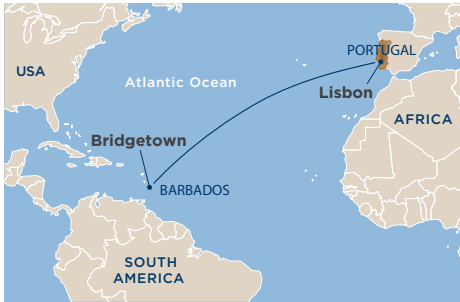 PORTUGAL
USA
Atlantic Ocean
Lisbon
AFRICA
Bridgetown
BARBADOS
SOUTH
AMERICA